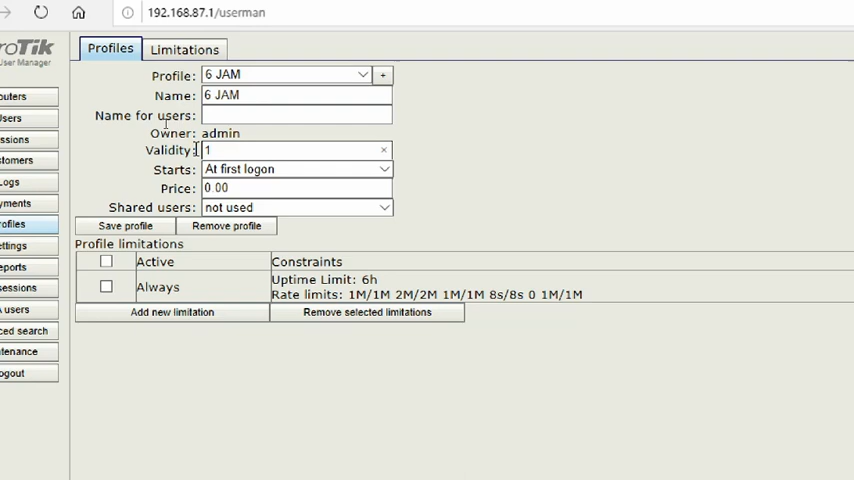 192.168.87.1/userman
roTik
User Manager
Profiles
Limitations
outers
sers
ssions
stomers
Logs
yments
ofiles
ettings
eports
sessions
A users
ced search
ntenance
ogout
Profile: 6 JAM +
Name: 6 JAM
Name for users:
Owner: admin
Validity: 1 ×
Starts: At first logon
Price: 0.00
Shared users: not used
Save profile
Remove profile
Profile limitations
Active Constraints
Always Uptime Limit: 6h
Rate limits: 1M/1M 2M/2M 1M/1M 8s/8s 0 1M/1M
Add new limitation
Remove selected limitations